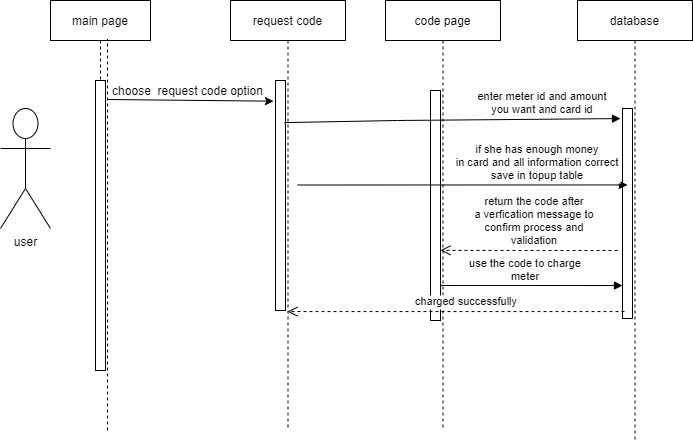 main page
request code
code page
database
choose  request code option
enter meter id and amount
you want and card id
if she has enough money
in card and all information correct
save in topup table
return the code after
a verfication message to
confirm process and
validation
user
use the code to charge
meter
charged successfully